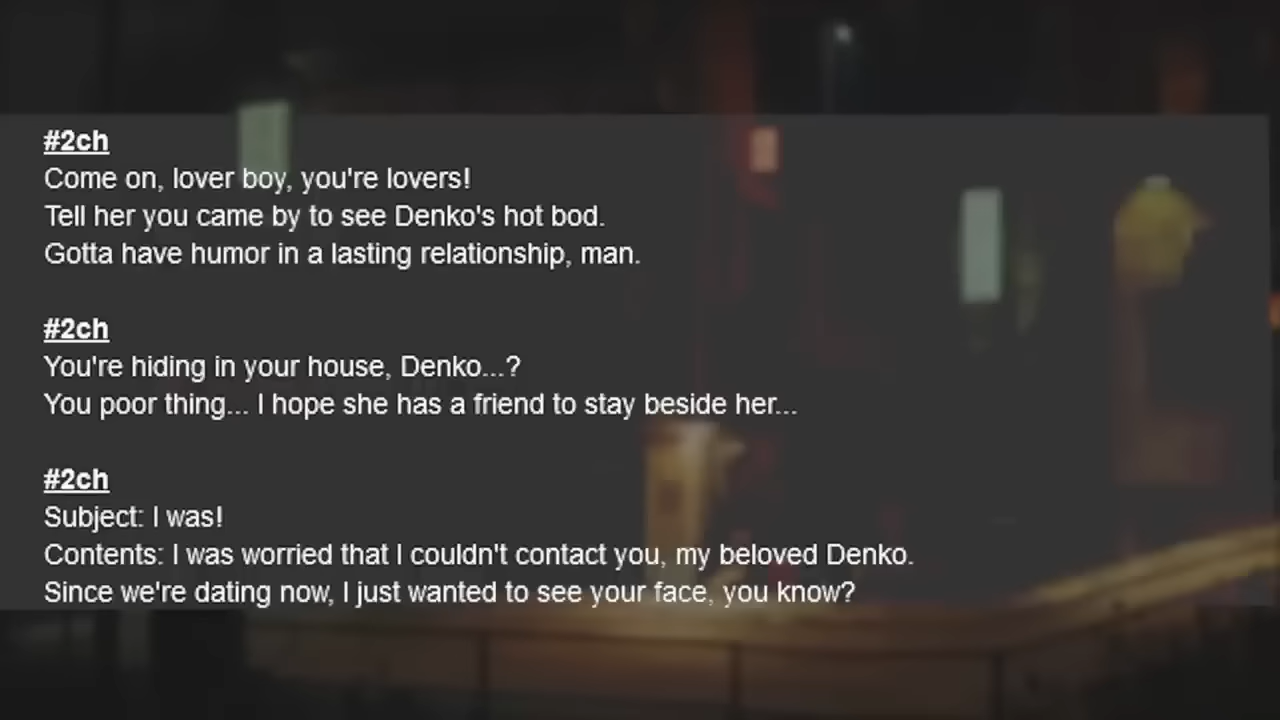 #2ch
Come on, lover boy, you're lovers!
Tell her you came by to see Denko's hot bod.
Gotta have humor in a lasting relationship, man.
#2ch
You're hiding in your house, Denko...?
You poor thing... I hope she has a friend to stay beside her...
#2ch
Subject: I was!
Contents: I was worried that I couldn't contact you, my beloved Denko.
Since we're dating now, I just wanted to see your face, you know?